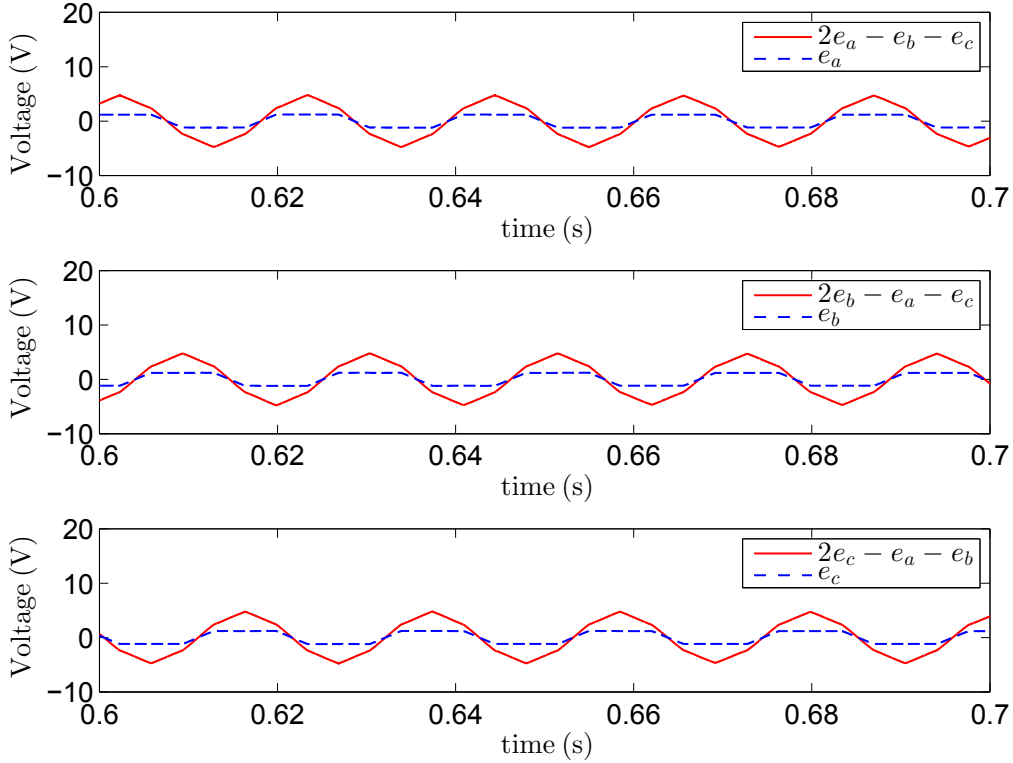 20
10
0
−10
Voltage (V)
2e_a − e_b − e_c
e_a
0.6 0.62 0.64 0.66 0.68 0.7
time (s)
20
10
0
−10
Voltage (V)
2e_b − e_a − e_c
e_b
0.6 0.62 0.64 0.66 0.68 0.7
time (s)
20
10
0
−10
Voltage (V)
2e_c − e_a − e_b
e_c
0.6 0.62 0.64 0.66 0.68 0.7
time (s)